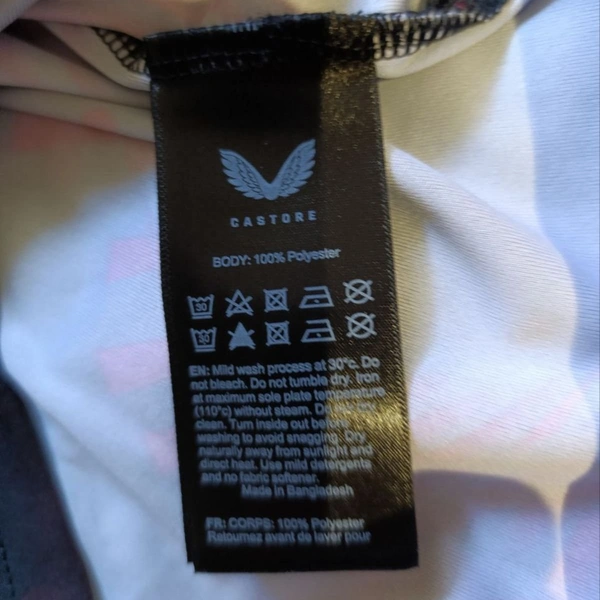 CASTORE
BODY: 100% Polyester
30
30
EN: Mild wash process at 30°c. Do
not bleach. Do not tumble dry. Iron
at maximum sole plate temperature
(110°c) without steam. Do dry
clean. Turn inside out before
washing to avoid snagging. Dry
naturally away from sunlight and
direct heat. Use mild detergents
and no fabric softener.
Made in Bangladesh
FR: CORPS: 100% Polyester
Retournez avant de laver pour